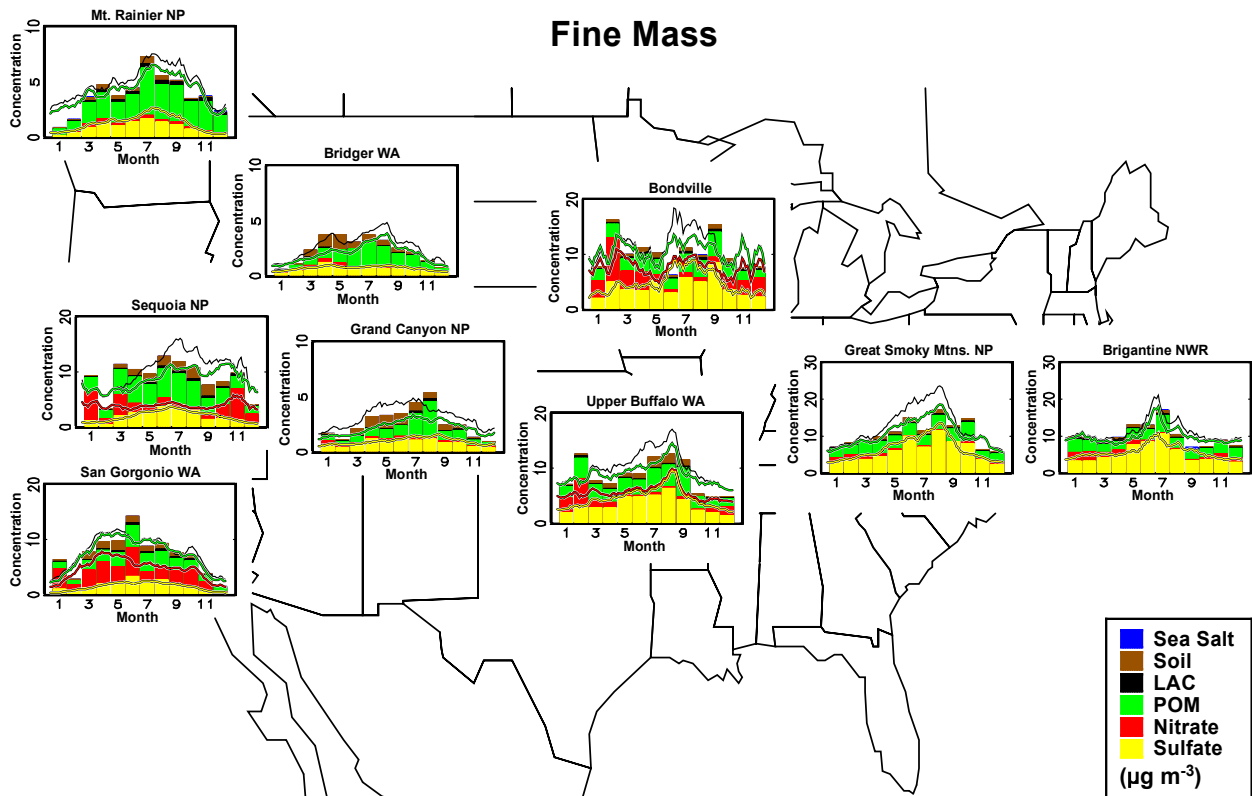 Fine Mass
Mt. Rainier NP
Concentration
10
5
0
1 3 5 7 9 11
Month
Bridger WA
Concentration
10
5
0
1 3 5 7 9 11
Month
Bondville
Concentration
20
10
0
1 3 5 7 9 11
Month
Sequoia NP
Concentration
20
10
0
1 3 5 7 9 11
Month
Grand Canyon NP
Concentration
10
5
0
1 3 5 7 9 11
Month
Great Smoky Mtns. NP
Concentration
30
20
10
0
1 3 5 7 9 11
Month
Brigantine NWR
Concentration
30
20
10
0
1 3 5 7 9 11
Month
Upper Buffalo WA
Concentration
20
10
0
1 3 5 7 9 11
Month
San Gorgonio WA
Concentration
20
10
0
1 3 5 7 9 11
Month
Sea Salt
Soil
LAC
POM
Nitrate
Sulfate
(µg m⁻³)